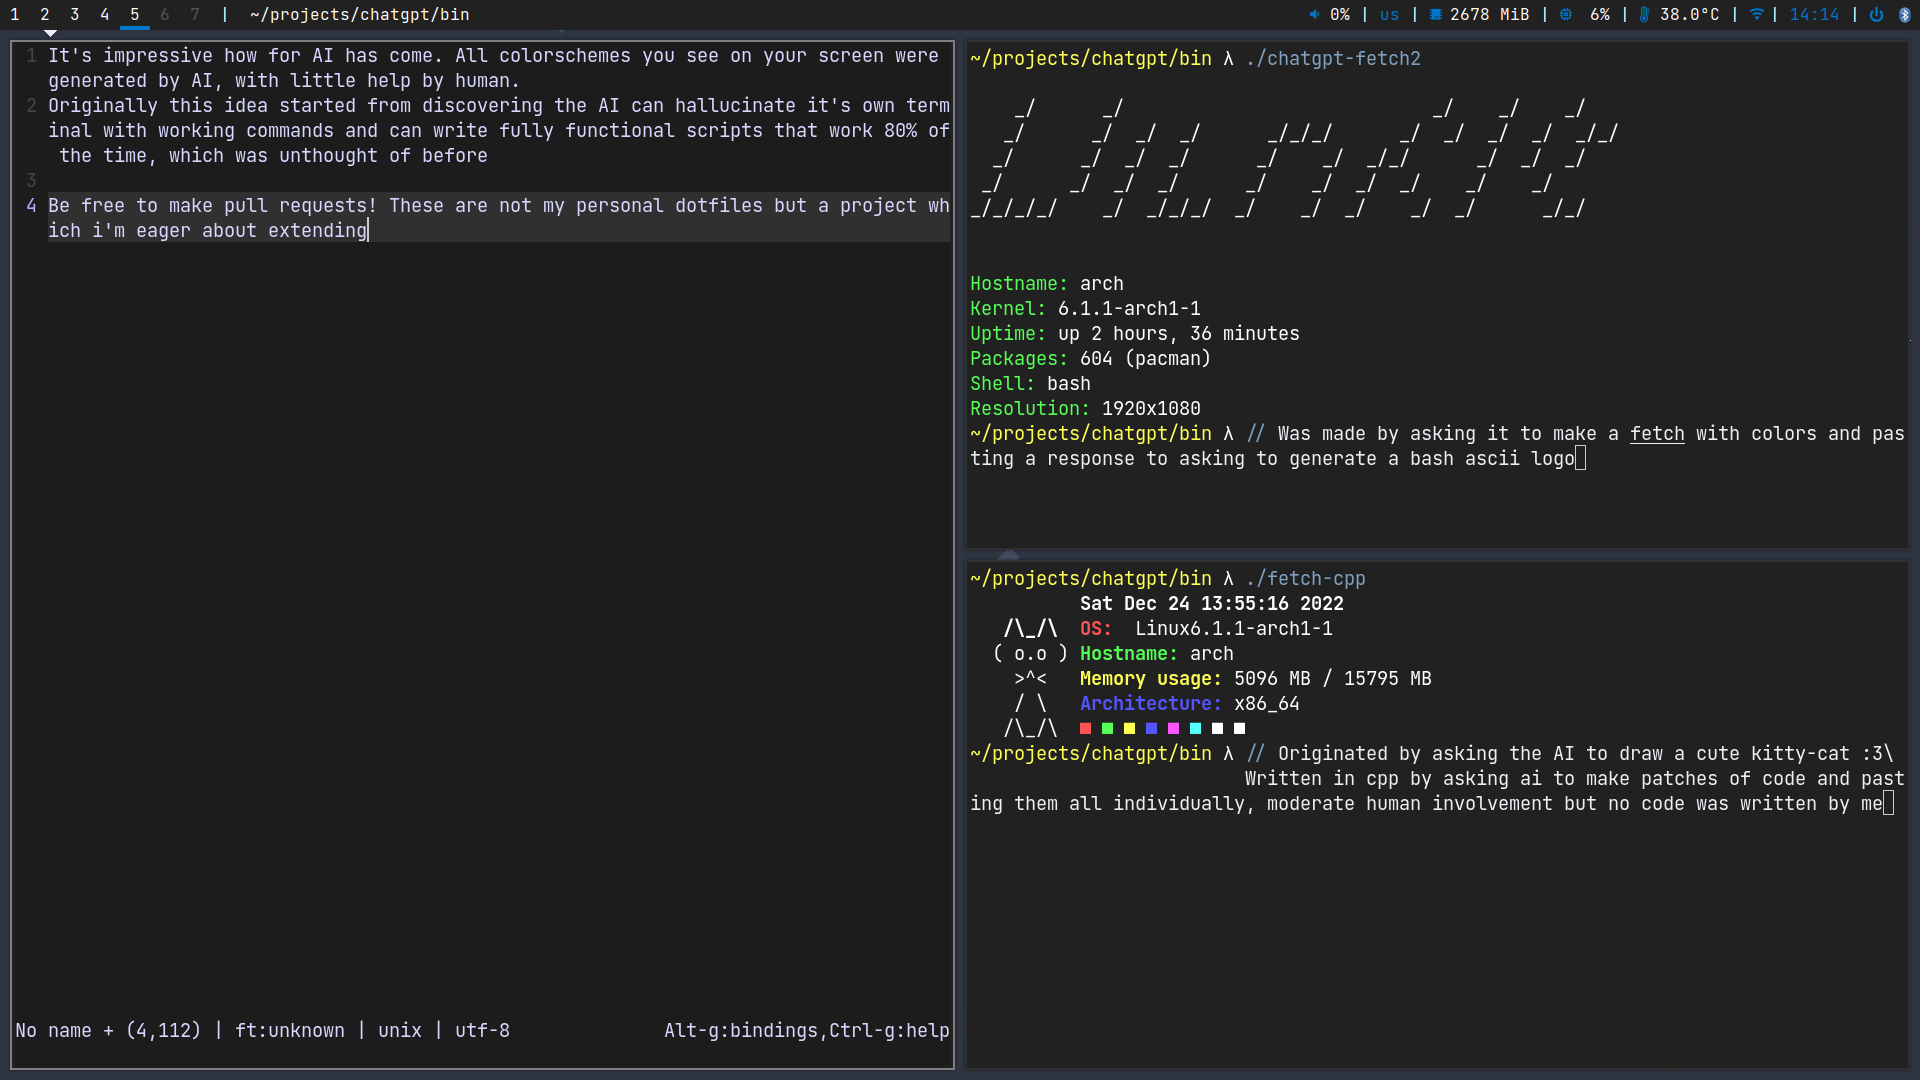 1 2 3 4 5 6 7 | ~/projects/chatgpt/bin
0% | us | 2678 MiB | 6% | 38.0°C | | 14:14 |
1 It's impressive how for AI has come. All colorschemes you see on your screen were
generated by AI, with little help by human.
2 Originally this idea started from discovering the AI can hallucinate it's own term
inal with working commands and can write fully functional scripts that work 80% of
the time, which was unthought of before
3
4 Be free to make pull requests! These are not my personal dotfiles but a project wh
ich i'm eager about extending
No name + (4,112) | ft:unknown | unix | utf-8 Alt-g:bindings,Ctrl-g:help
~/projects/chatgpt/bin λ ./chatgpt-fetch2
    _/      _/                            _/    _/    _/
   _/      _/  _/  _/      _/_/_/      _/  _/  _/  _/  _/_/
  _/      _/  _/  _/      _/    _/  _/_/      _/  _/  _/
 _/      _/  _/  _/      _/    _/  _/  _/    _/    _/
_/_/_/_/    _/  _/_/_/  _/    _/  _/    _/  _/      _/_/
Hostname: arch
Kernel: 6.1.1-arch1-1
Uptime: up 2 hours, 36 minutes
Packages: 604 (pacman)
Shell: bash
Resolution: 1920x1080
~/projects/chatgpt/bin λ // Was made by asking it to make a fetch with colors and pas
ting a response to asking to generate a bash ascii logo
~/projects/chatgpt/bin λ ./fetch-cpp
Sat Dec 24 13:55:16 2022
/\_/\ OS: Linux6.1.1-arch1-1
( o.o ) Hostname: arch
>^< Memory usage: 5096 MB / 15795 MB
/ \ Architecture: x86_64
/\_/\
~/projects/chatgpt/bin λ // Originated by asking the AI to draw a cute kitty-cat :3\
Written in cpp by asking ai to make patches of code and past
ing them all individually, moderate human involvement but no code was written by me